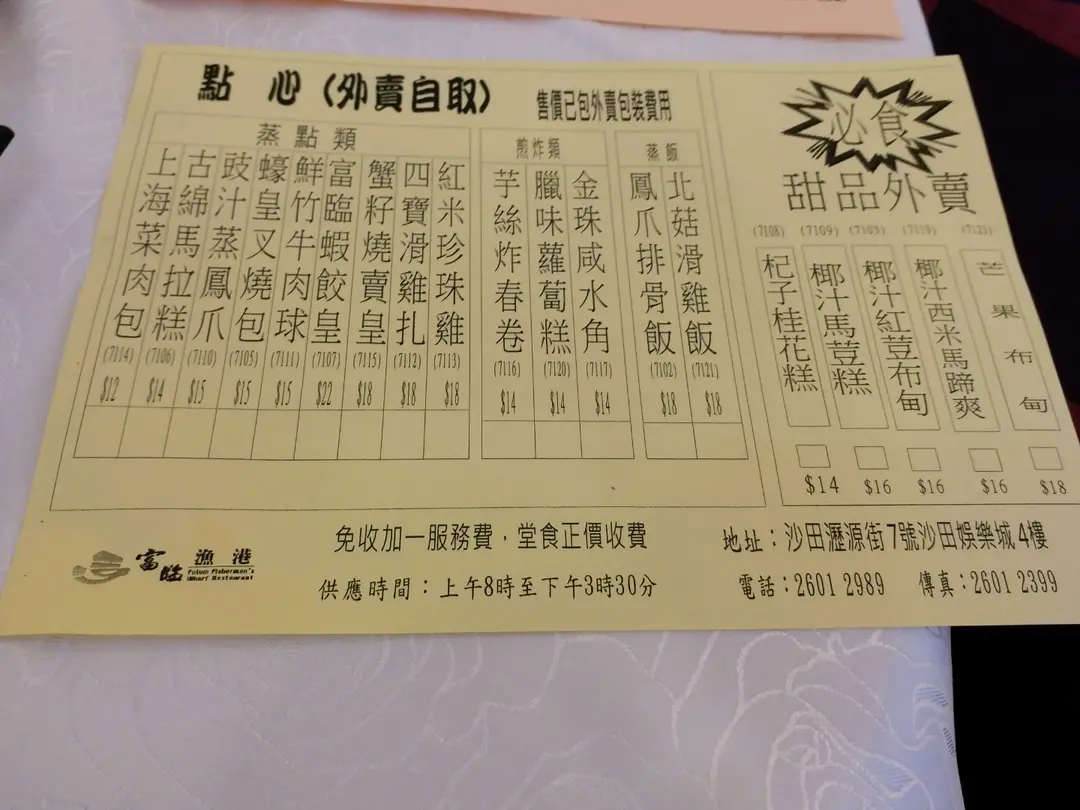 點 心 (外賣自取)
售價已包外賣包裝費用
蒸點類
紅米珍珠雞 (7113) $18
四寶滑雞扎 (7112) $18
蟹籽燒賣皇 (7115) $18
富臨蝦餃皇 (7107) $22
鮮竹牛肉球 (7111) $15
蠔皇叉燒包 (7105) $15
豉汁蒸鳳爪 (7110) $15
古綿馬拉糕 (7106) $14
上海菜肉包 (7114) $12
煎炸類
金珠咸水角 (7117) $14
臘味蘿蔔糕 (7120) $14
芋絲炸春卷 (7116) $14
蒸飯
北菇滑雞飯 (7121) $18
鳳爪排骨飯 (7102) $18
必食
甜品外賣
芒果布甸 $18
椰汁西米馬蹄爽 $16
椰汁紅荳布甸 $16
(7109) 椰汁馬荳糕 $16
(7108) 杞子桂花糕 $14
免收加一服務費，堂食正價收費
供應時間：上午8時至下午3時30分
富臨漁港
Fulum Fisherman's
Wharf Restaurant
地址：沙田瀝源街7號沙田娛樂城4樓
電話：2601 2989 傳真：2601 2399